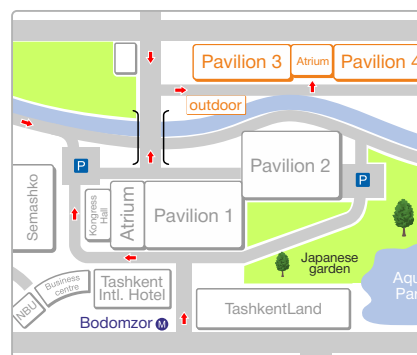 Pavilion 3
Atrium
Pavilion 4
outdoor
P
Pavilion 2
P
Semashko
Kongress
Hall
Atrium
Pavilion 1
Japanese
garden
Business
centre
NBU
Tashkent
Intl. Hotel
TashkentLand
Aqu
Par
Bodomzor M